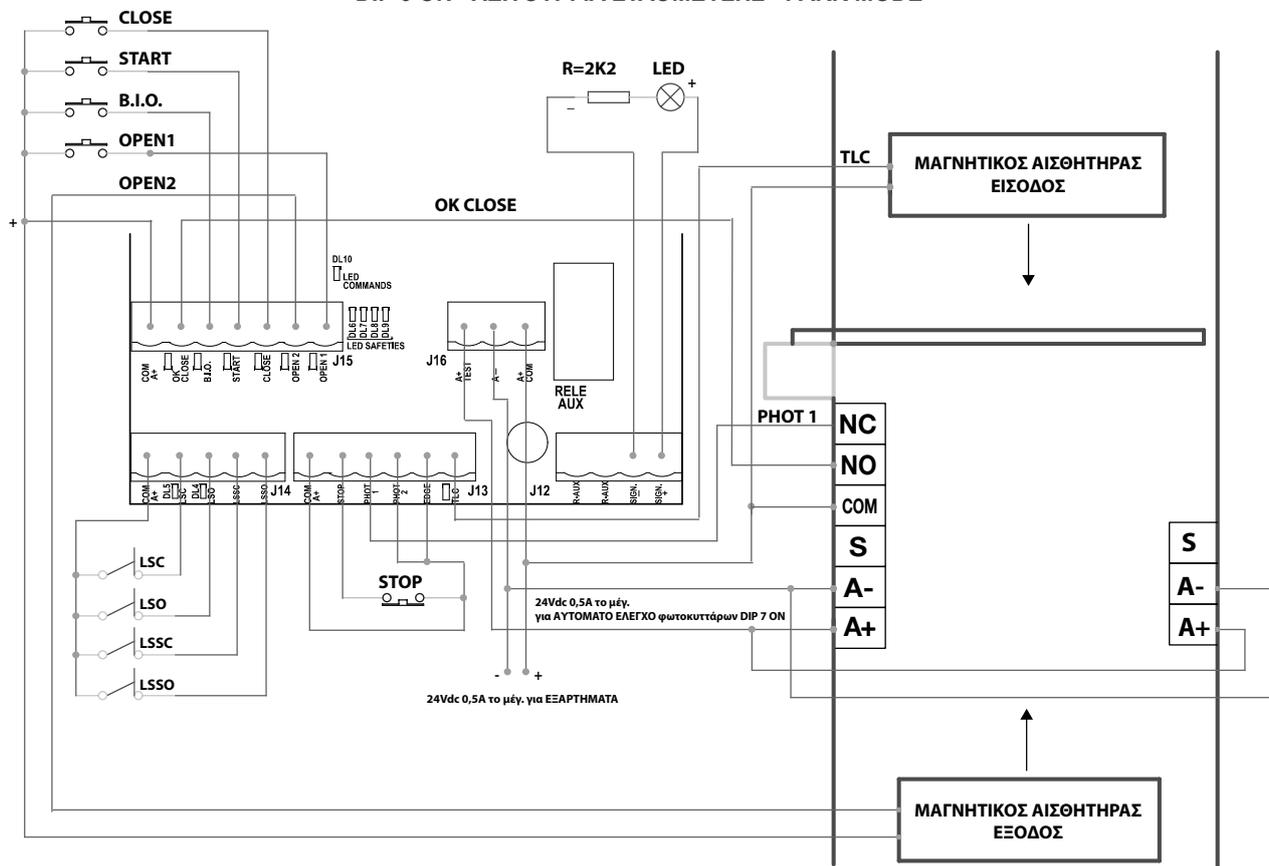 CLOSE
START
B.I.O.
OPEN1
OPEN2
+
R=2K2 LED
+
–
OK CLOSE
TLC
ΜΑΓΝΗΤΙΚΟΣ ΑΙΣΘΗΤΗΡΑΣ
ΕΙΣΟΔΟΣ
DL10
LED
COMMANDS
DL6
DL7
DL8
DL9
LED SAFETIES
J15
COM
A+
OK
CLOSE
B.I.O.
START
CLOSE
OPEN 2
OPEN 1
J16
A+
TEST
A –
A+
COM
RELE
AUX
PHOT 1
NC
NO
COM
S
A-
A+
S
A-
A+
COM
A+
DL5
LSC
DL4
LSO
LSSC
LSSO
J14
COM
A+
STOP
PHOT
1
PHOT
2
EDGE
TLC
J13
J12
R-AUX
R-AUX
SIGN.
–
SIGN.
+
LSC
LSO
LSSC
LSSO
STOP
24Vdc 0,5A το μέγ.
για ΑΥΤΟΜΑΤΟ ΕΛΕΓΧΟ φωτοκυττάρων DIP 7 ON
- +
24Vdc 0,5A το μέγ. για ΕΞΑΡΤΗΜΑΤΑ
ΜΑΓΝΗΤΙΚΟΣ ΑΙΣΘΗΤΗΡΑΣ
ΕΞΟΔΟΣ